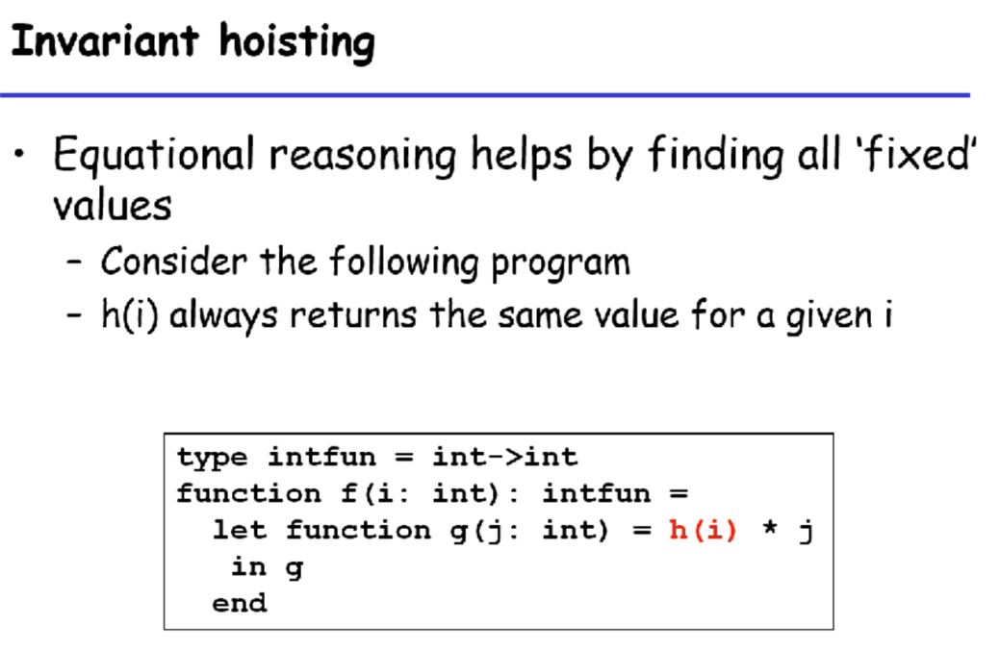 Invariant hoisting
• Equational reasoning helps by finding all 'fixed'
values
– Consider the following program
– h(i) always returns the same value for a given i
type intfun = int->int
function f(i: int): intfun =
let function g(j: int) = h(i) * j
in g
end